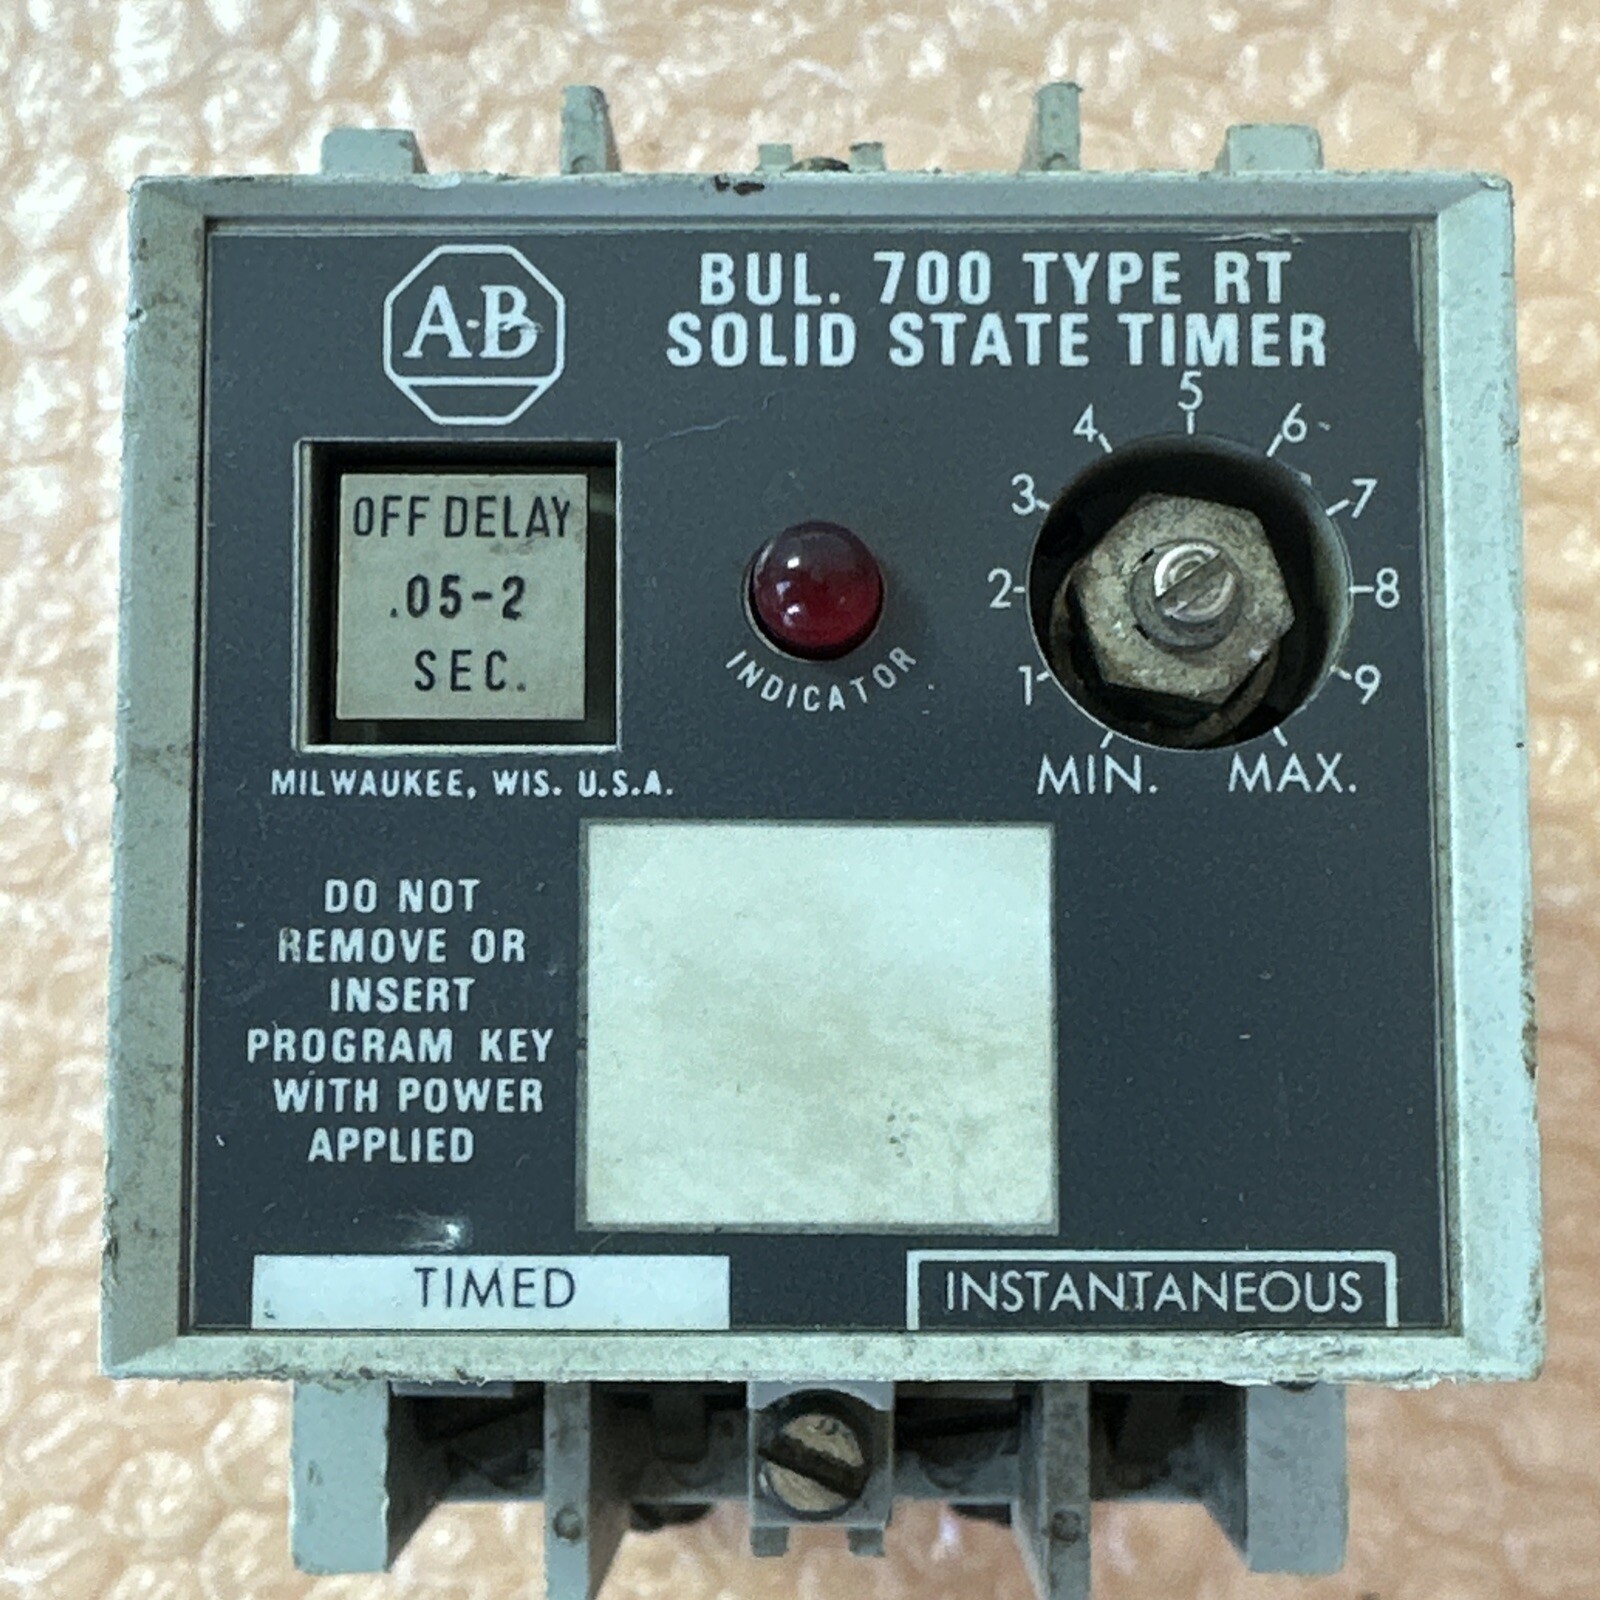 A-B
BUL. 700 TYPE RT
SOLID STATE TIMER
OFF DELAY
.05-2
SEC.
INDICATOR
MIN.
1
2
3
4
5
6
7
8
9
MAX.
MILWAUKEE, WIS. U.S.A.
DO NOT
REMOVE OR
INSERT
PROGRAM KEY
WITH POWER
APPLIED
TIMED
INSTANTANEOUS